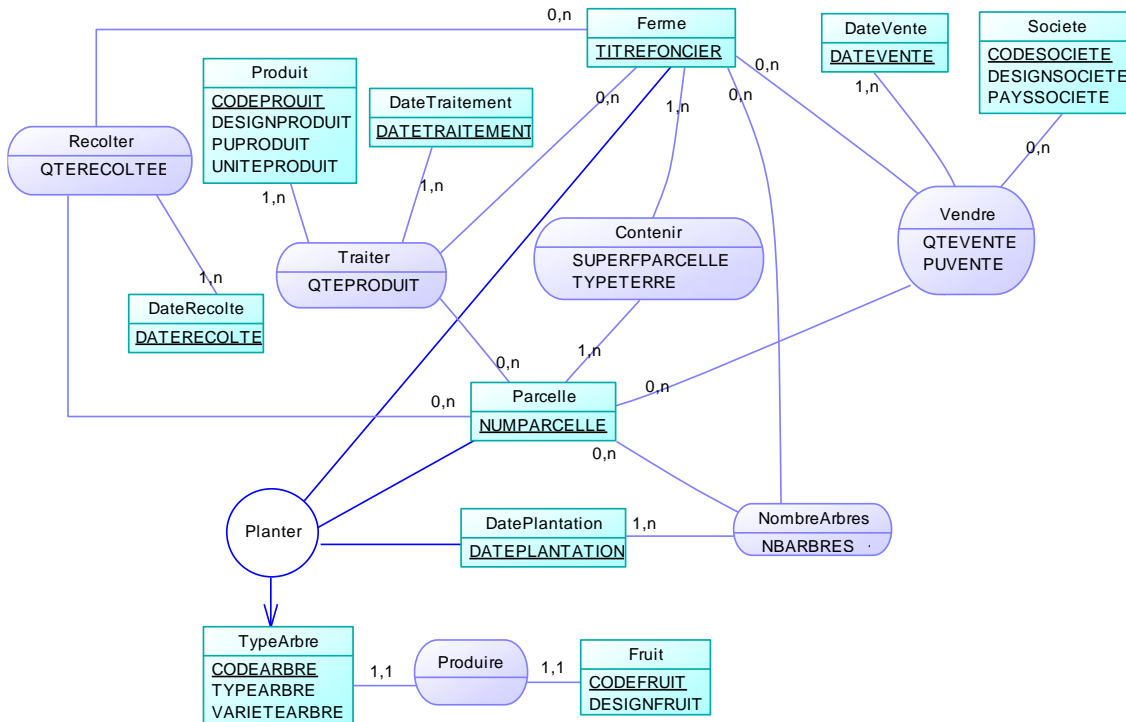 0,n
Ferme
TITREFONCIER
DateVente
DATEVENTE
Societe
CODESOCIETE
DESIGNSOCIETE
PAYSSOCIETE
Produit
CODEPROUIT
DESIGNPRODUIT
PUPRODUIT
UNITEPRODUIT
DateTraitement
DATETRAITEMENT
0,n
1,n
0,n
0,n
1,n
0,n
Recolter
QTERECOLTEE
1,n
1,n
Traiter
QTEPRODUIT
Contenir
SUPERFPARCELLE
TYPETERRE
Vendre
QTEVENTE
PUVENTE
1,n
DateRecolte
DATERECOLTE
0,n
1,n
0,n
0,n
Parcelle
NUMPARCELLE
0,n
Planter
DatePlantation
DATEPLANTATION
1,n
NombreArbres
NBARBRES
TypeArbre
CODEARBRE
TYPEARBRE
VARIETEARBRE
1,1
Produire
1,1
Fruit
CODEFRUIT
DESIGNFRUIT